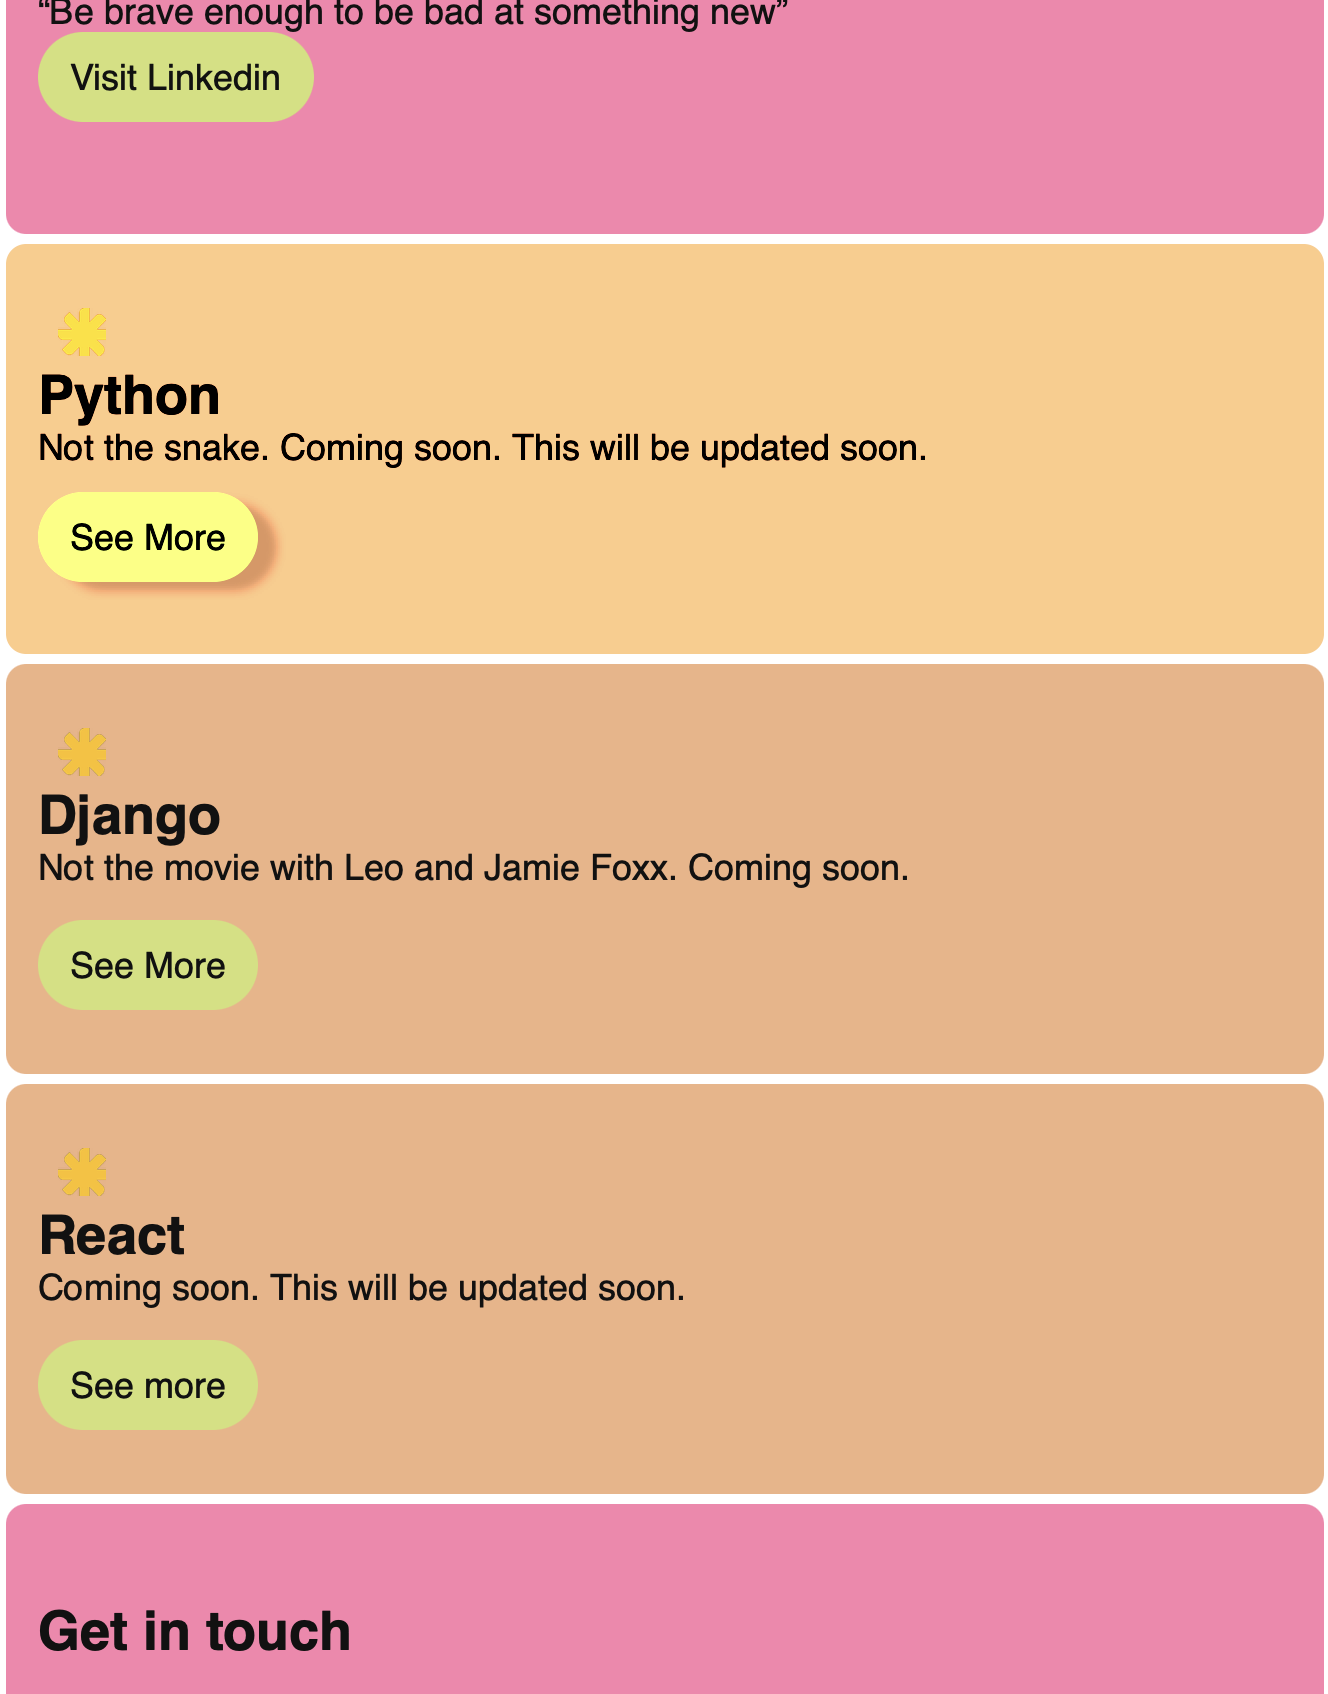 “Be brave enough to be bad at something new”
Visit Linkedin
Python
Not the snake. Coming soon. This will be updated soon.
See More
Django
Not the movie with Leo and Jamie Foxx. Coming soon.
See More
React
Coming soon. This will be updated soon.
See more
Get in touch